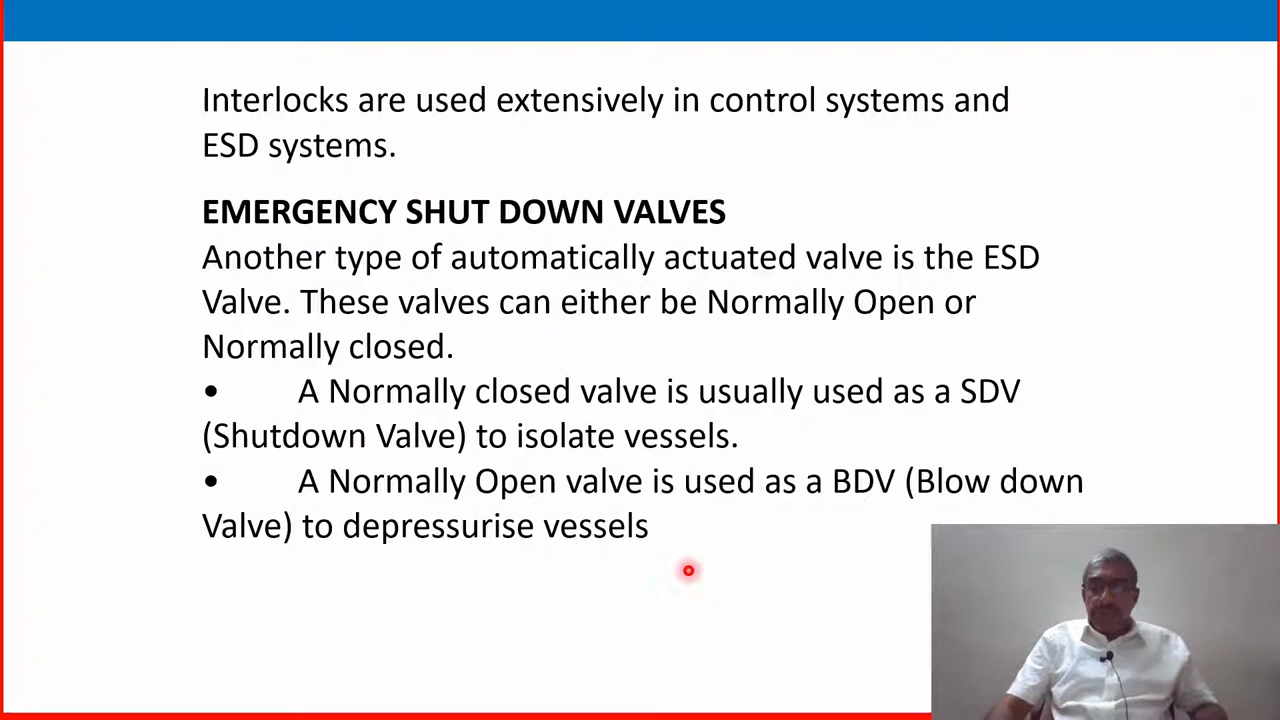 Interlocks are used extensively in control systems and
ESD systems.
EMERGENCY SHUT DOWN VALVES
Another type of automatically actuated valve is the ESD
Valve. These valves can either be Normally Open or
Normally closed.
• A Normally closed valve is usually used as a SDV
(Shutdown Valve) to isolate vessels.
• A Normally Open valve is used as a BDV (Blow down
Valve) to depressurise vessels